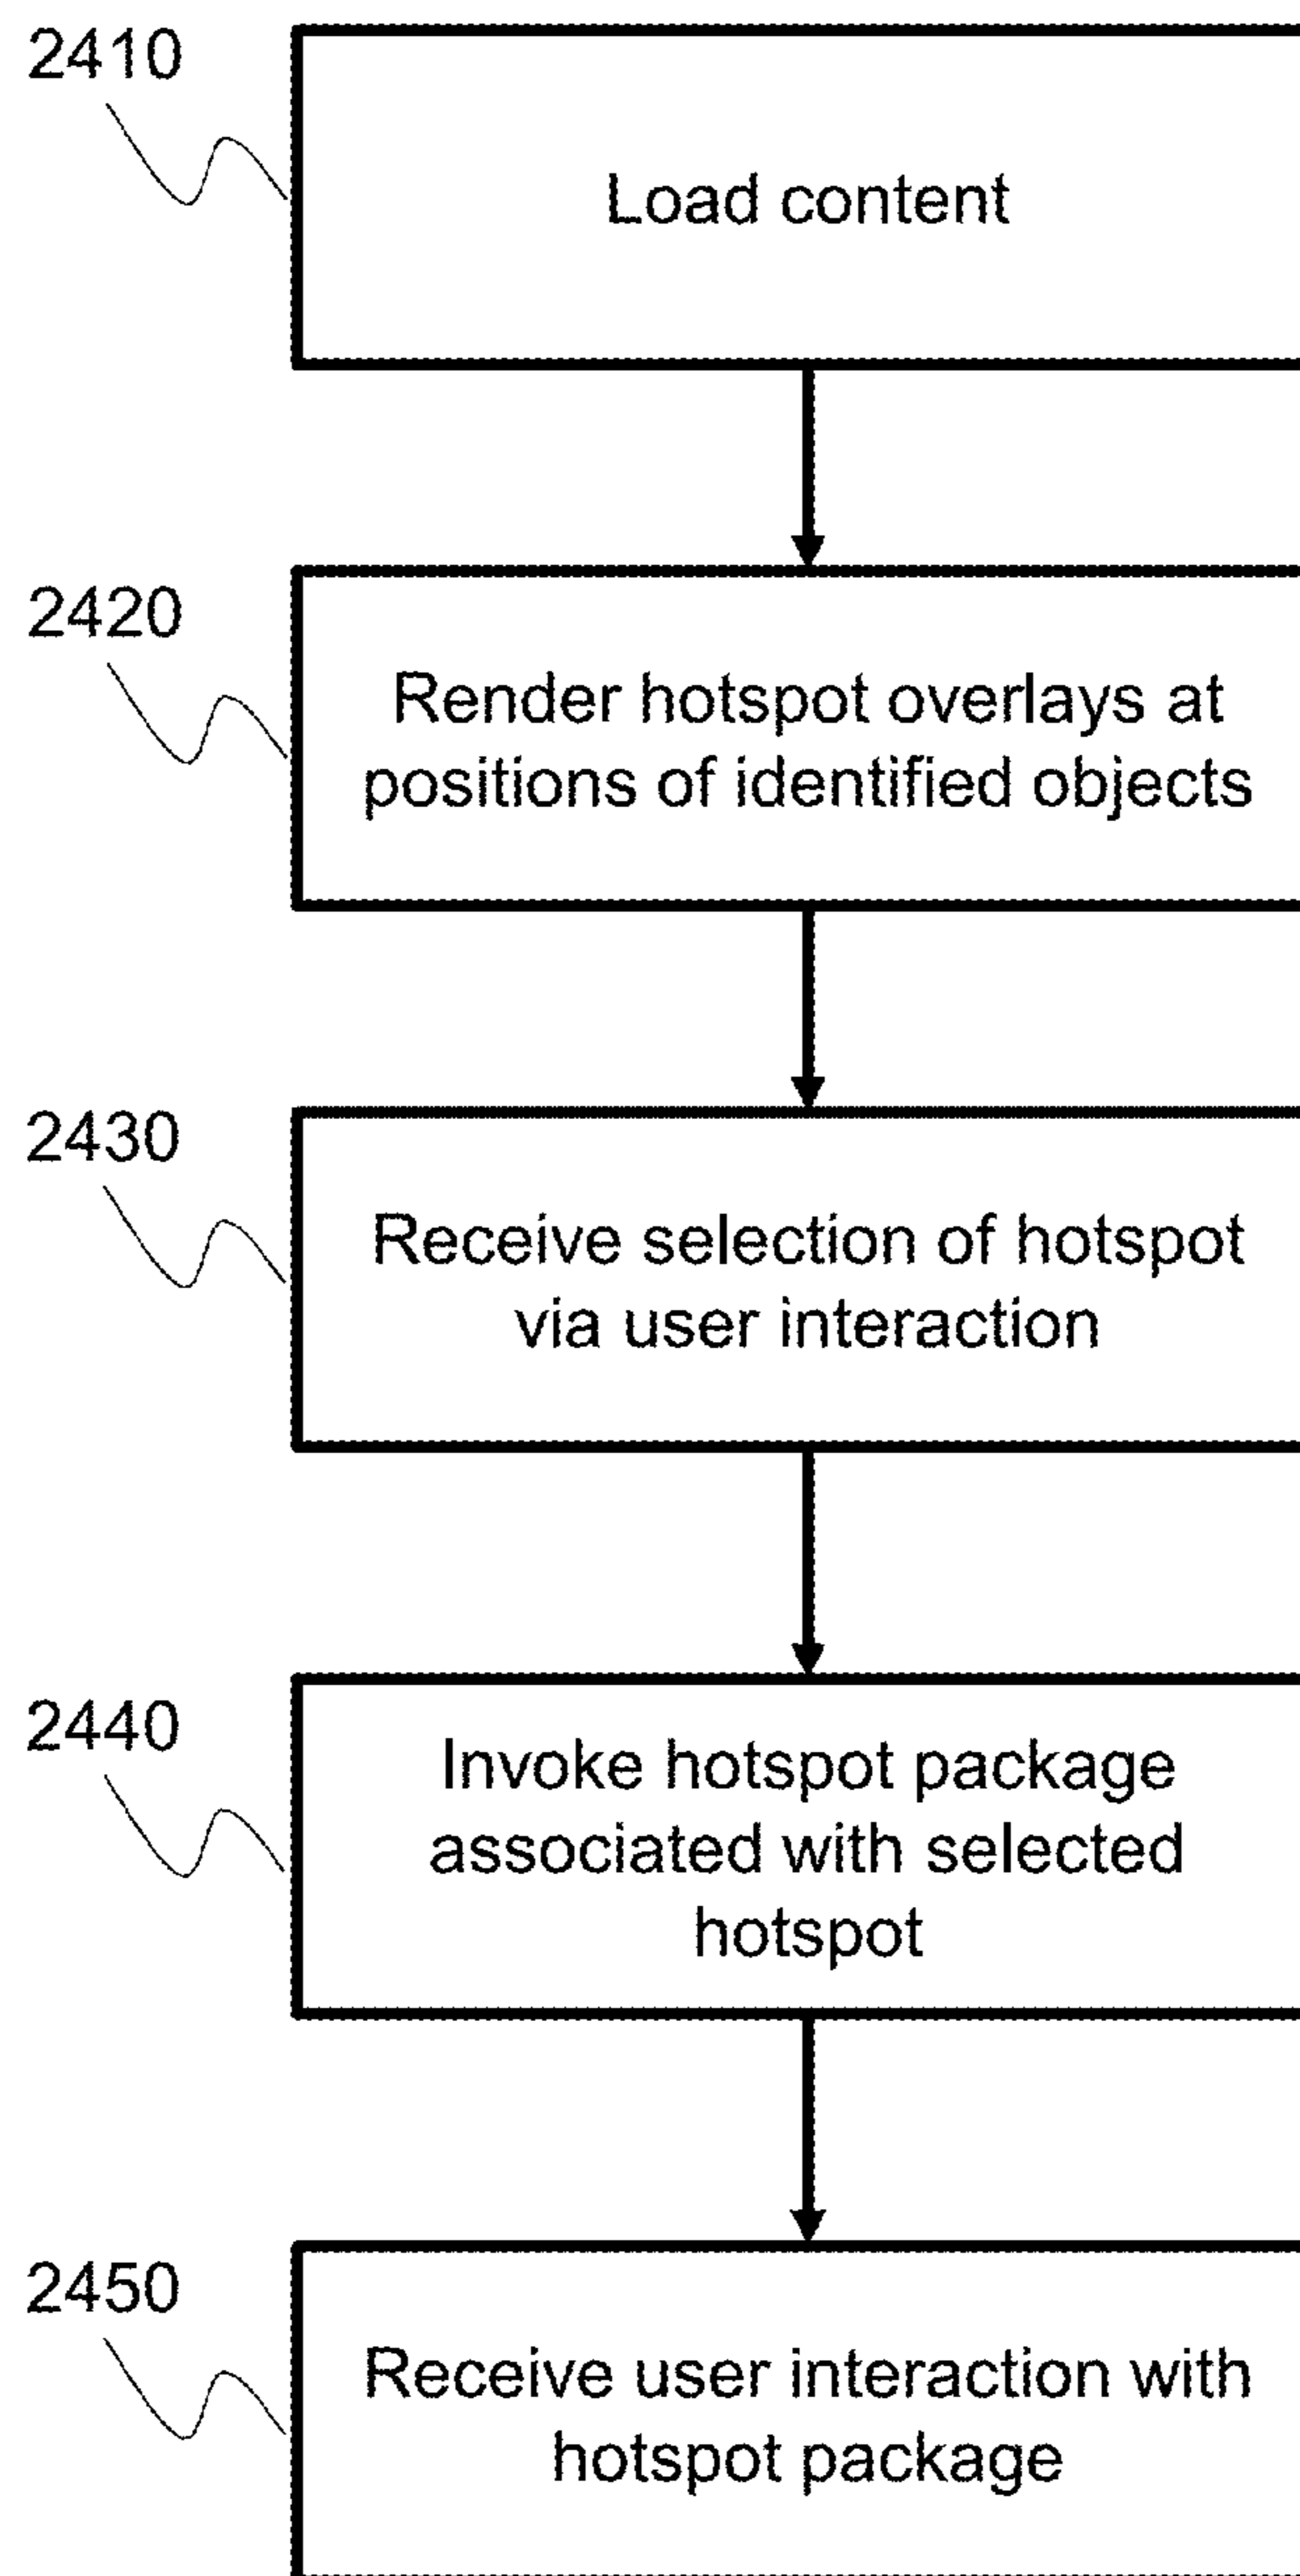 2410
Load content
2420
Render hotspot overlays at
positions of identified objects
2430
Receive selection of hotspot
via user interaction
2440
Invoke hotspot package
associated with selected
hotspot
2450
Receive user interaction with
hotspot package